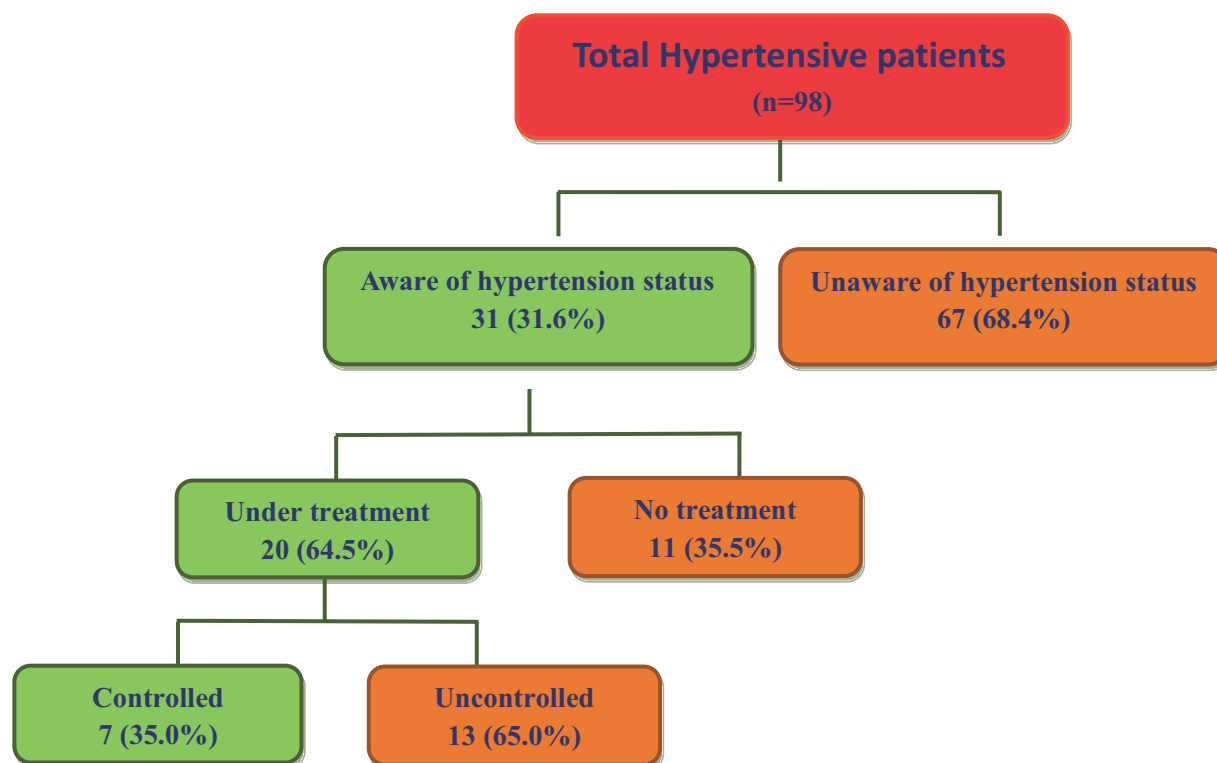 Total Hypertensive patients
(n=98)
Aware of hypertension status
31 (31.6%)
Unaware of hypertension status
67 (68.4%)
Under treatment
20 (64.5%)
No treatment
11 (35.5%)
Controlled
7 (35.0%)
Uncontrolled
13 (65.0%)